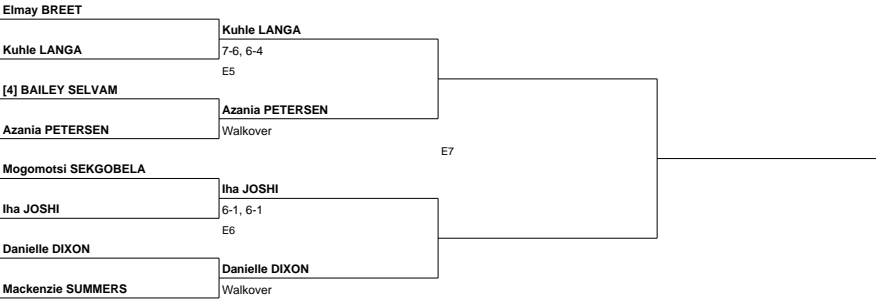 Elmay BREET
Kuhle LANGA
Kuhle LANGA
7-6, 6-4
E5
[4] BAILEY SELVAM
Azania PETERSEN
Azania PETERSEN
Walkover
E7
Mogomotsi SEKGOBELA
Iha JOSHI
Iha JOSHI
6-1, 6-1
E6
Danielle DIXON
Danielle DIXON
Mackenzie SUMMERS
Walkover